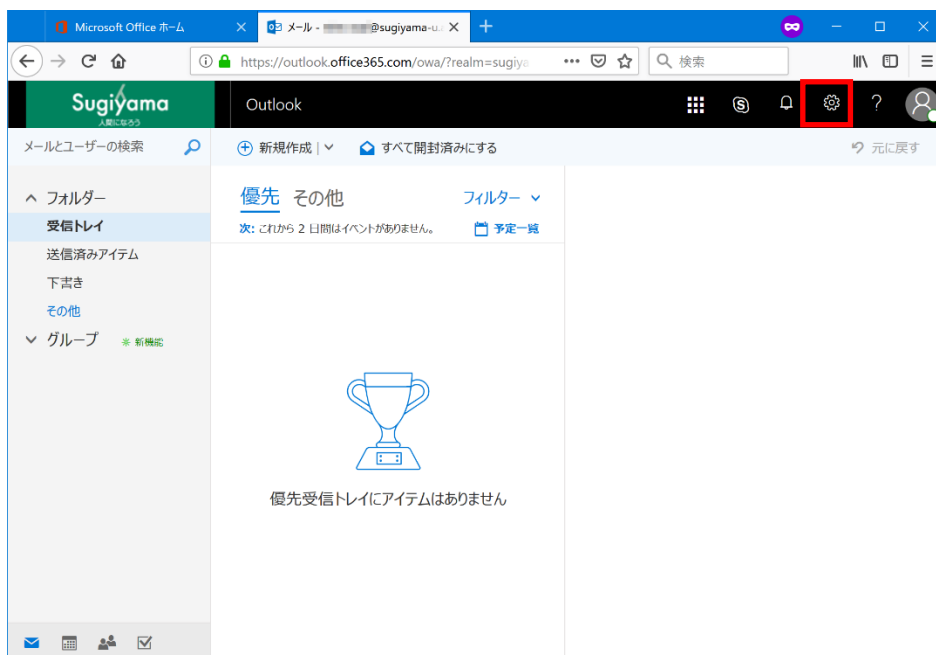 Microsoft Office ホーム
メール - @sugiyama-u.
https://outlook.office365.com/owa/?realm=sugiya
検索
Sugiyama
人間になろう
Outlook
メールとユーザーの検索
新規作成
すべて開封済みにする
元に戻す
フォルダー
受信トレイ
送信済みアイテム
下書き
その他
グループ
新機能
優先 その他
フィルター
次: これから 2 日間はイベントがありません。
予定一覧
優先受信トレイにアイテムはありません